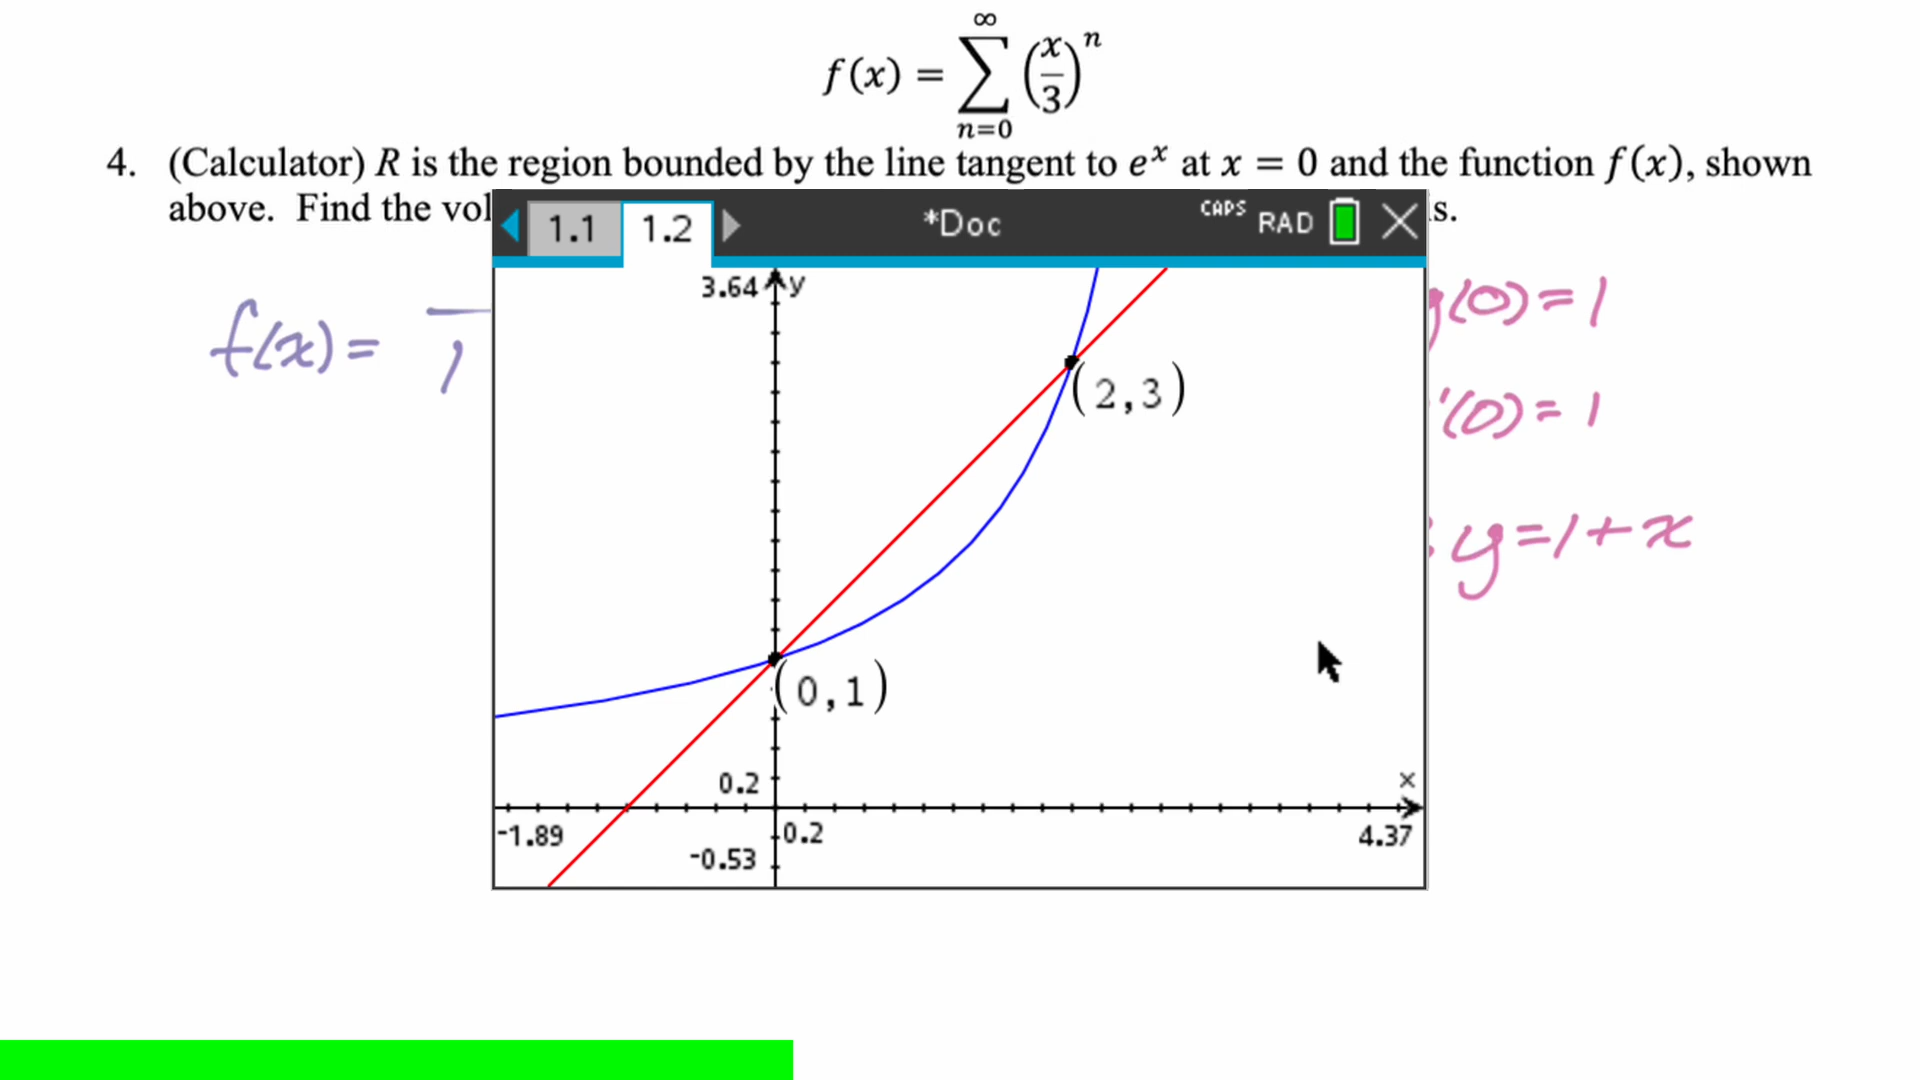 f(x) = ∞ ∑ n=0 (x/3)^n
4. (Calculator) R is the region bounded by the line tangent to e^x at x = 0 and the function f(x), shown
above. Find the vol
s.
1.1 1.2 *Doc CAPS RAD
3.64 y
(2,3)
(0,1)
0.2 x
-1.89 0.2 4.37
-0.53
f(x) =
1
(0) = 1
'(0) = 1
: y = 1 + x